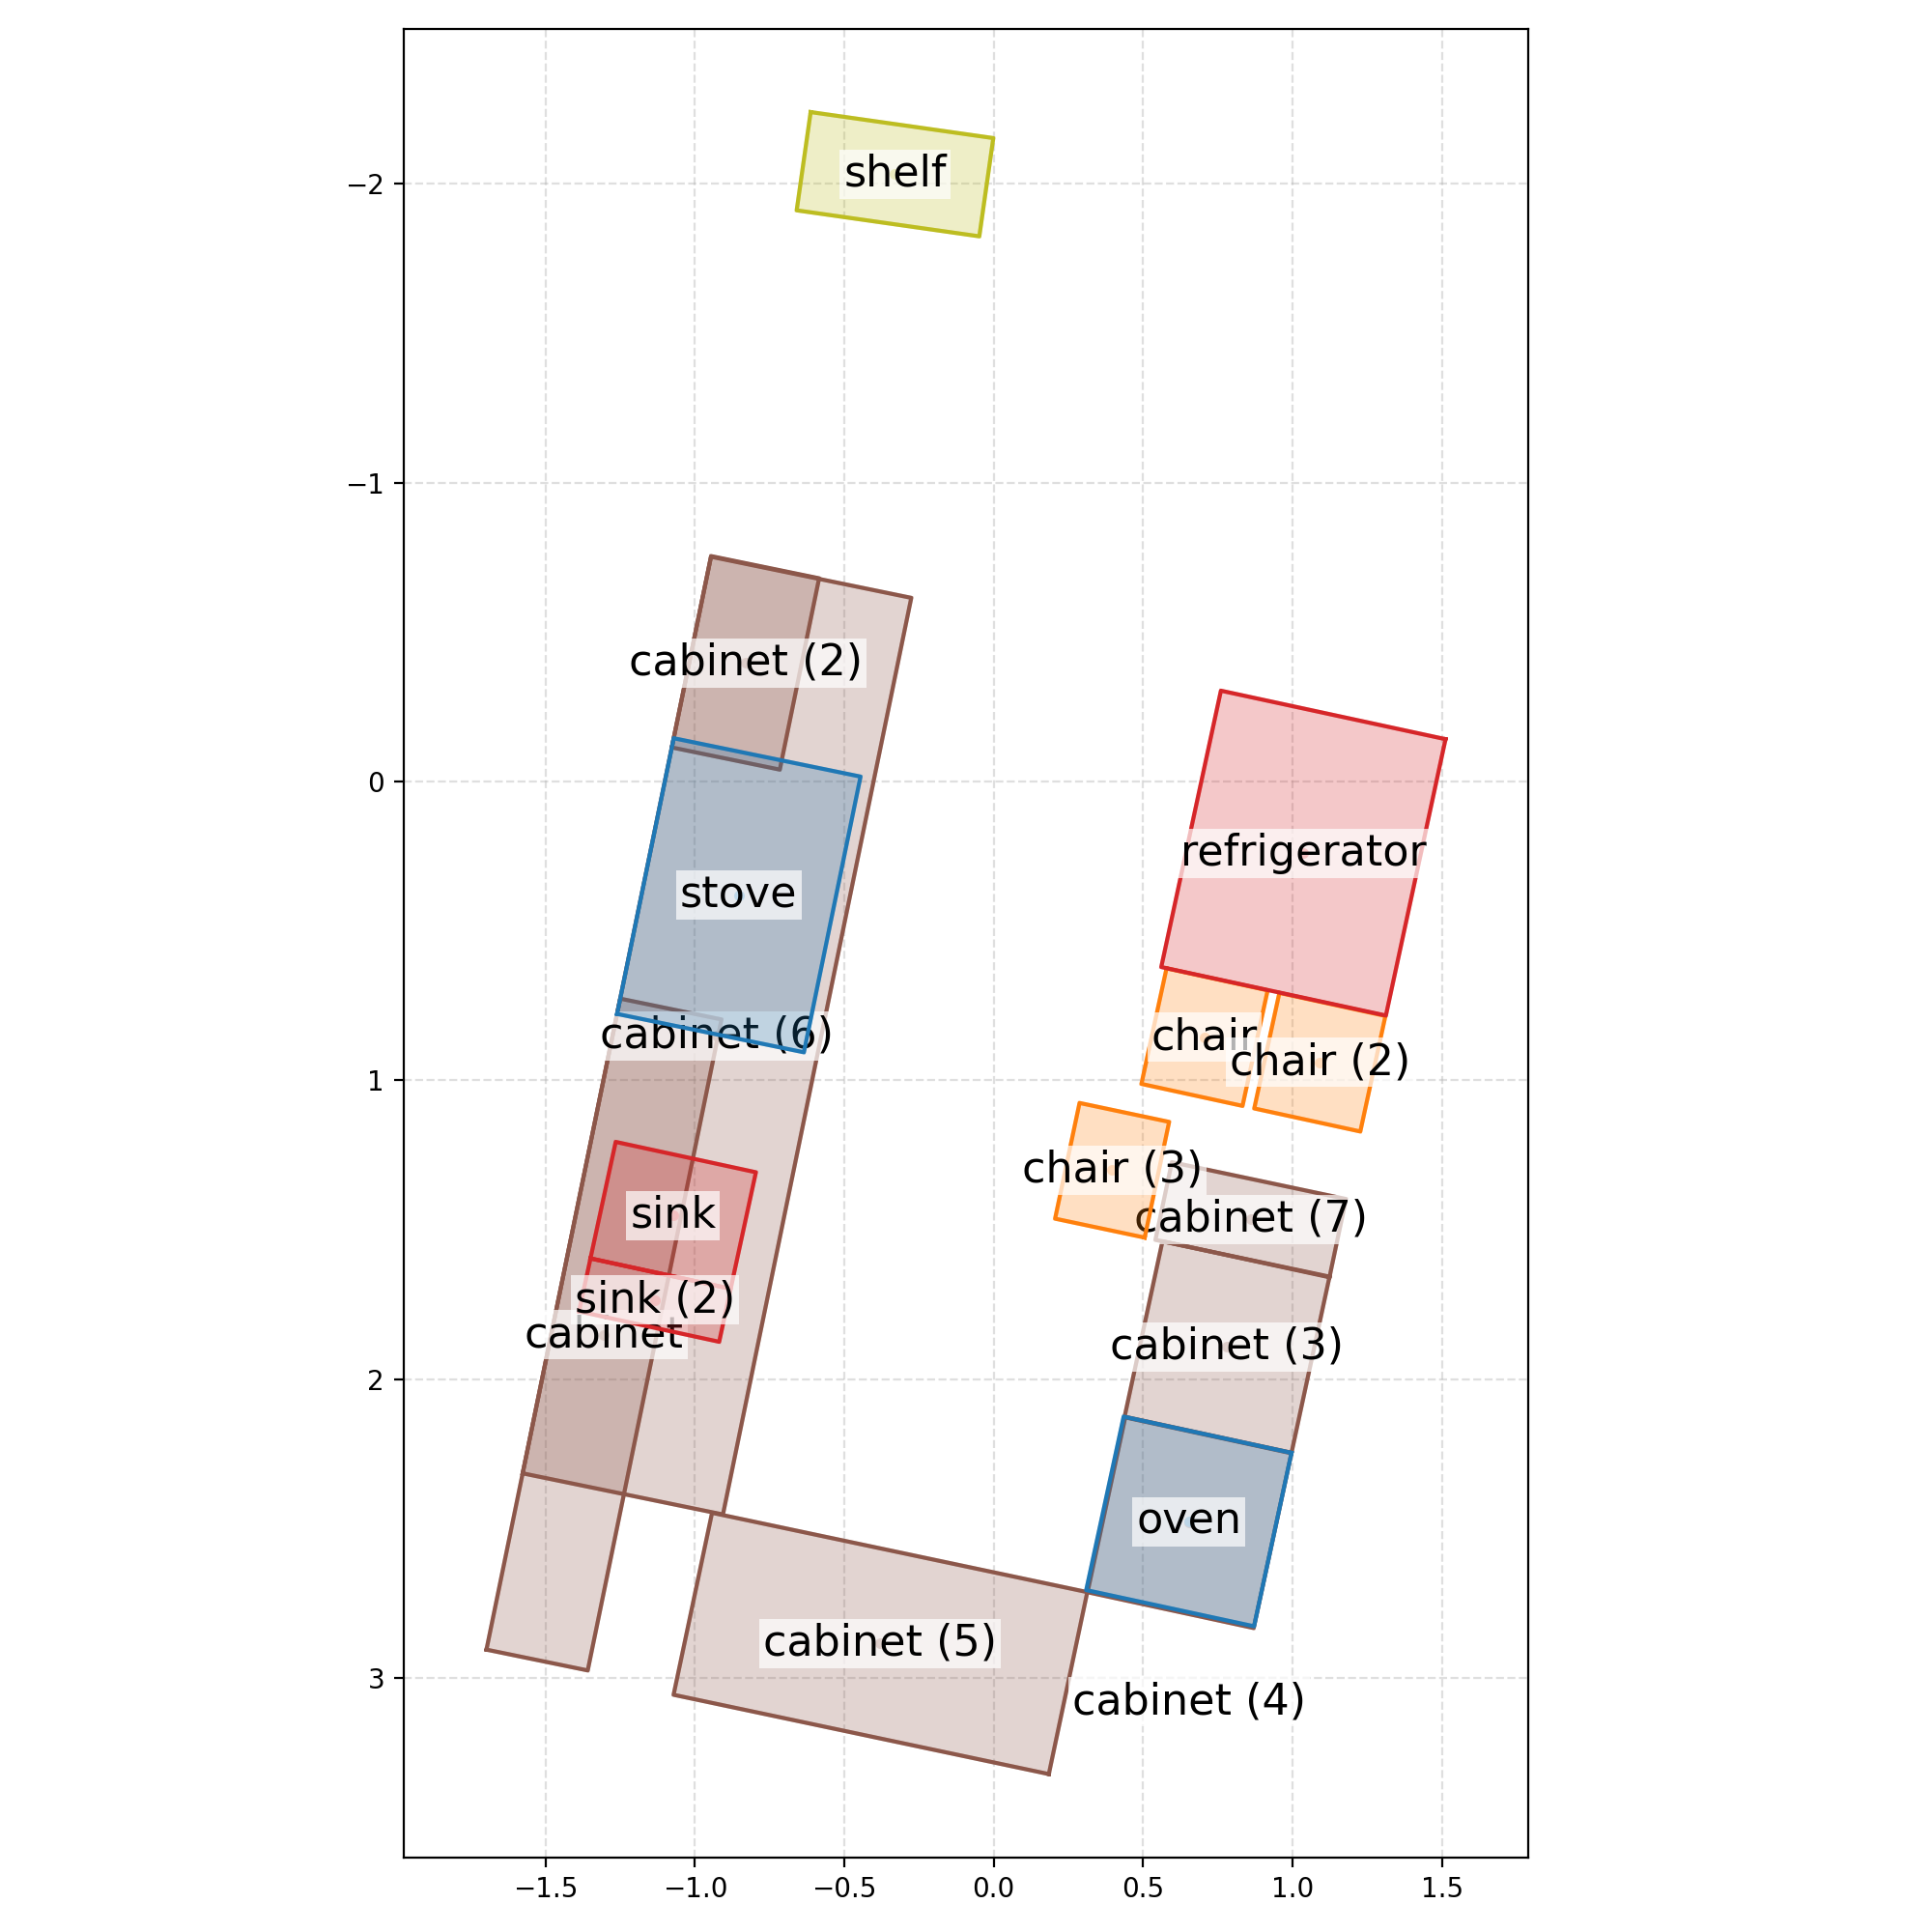 shelf
cabinet (2)
refrigerator
stove
cabinet (6)
chair
chair (2)
chair (3)
sink
cabinet (7)
sink (2)
cabinet
cabinet (3)
oven
cabinet (5)
cabinet (4)
−2
−1
0
1
2
3
−1.5
−1.0
−0.5
0.0
0.5
1.0
1.5